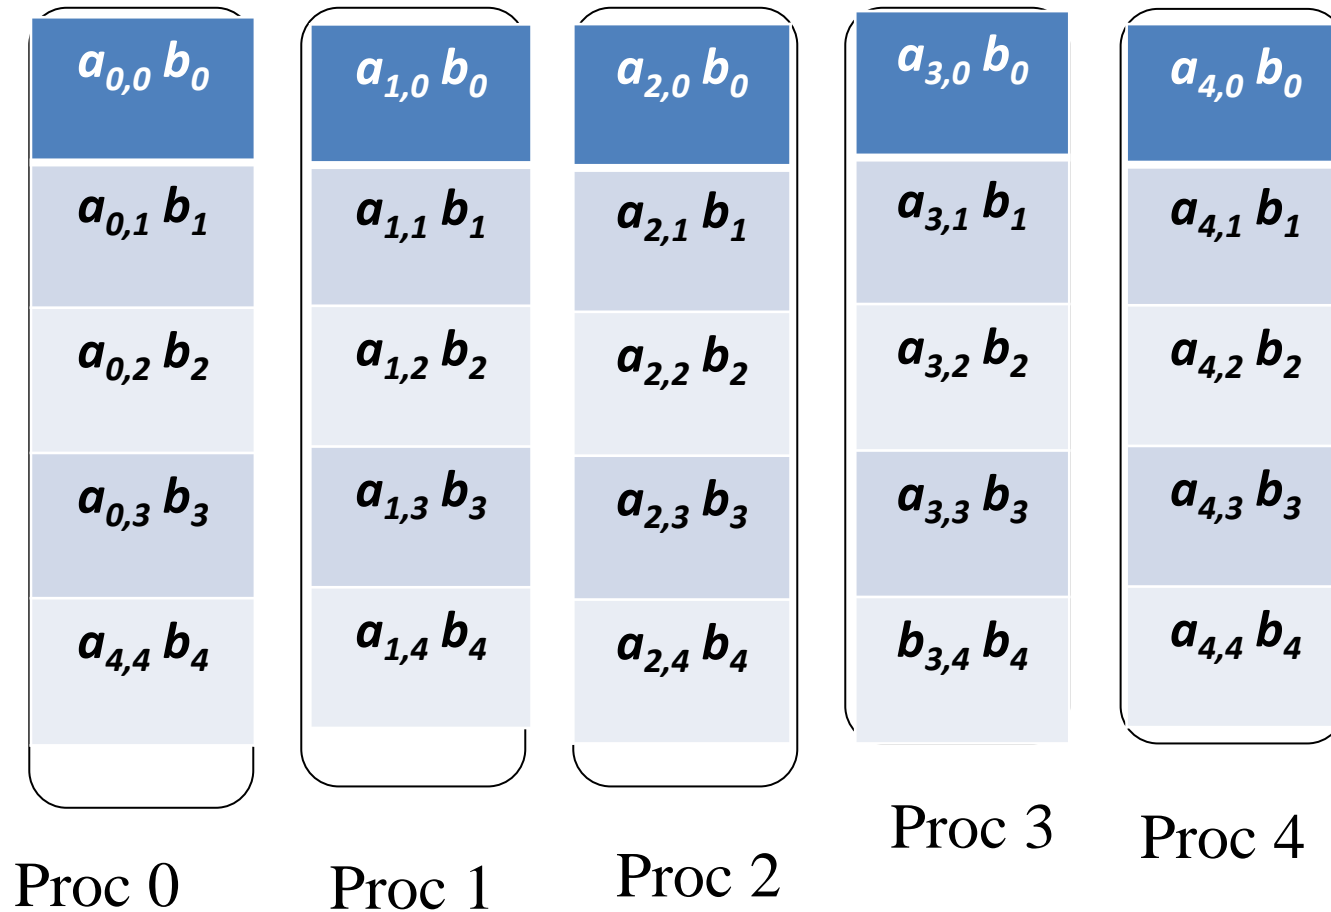 a0,0 b0 a1,0 b0 a2,0 b0 a3,0 b0 a4,0 b0
a0,1 b1 a1,1 b1 a2,1 b1 a3,1 b1 a4,1 b1
a0,2 b2 a1,2 b2 a2,2 b2 a3,2 b2 a4,2 b2
a0,3 b3 a1,3 b3 a2,3 b3 a3,3 b3 a4,3 b3
a4,4 b4 a1,4 b4 a2,4 b4 b3,4 b4 a4,4 b4
Proc 0 Proc 1 Proc 2 Proc 3 Proc 4